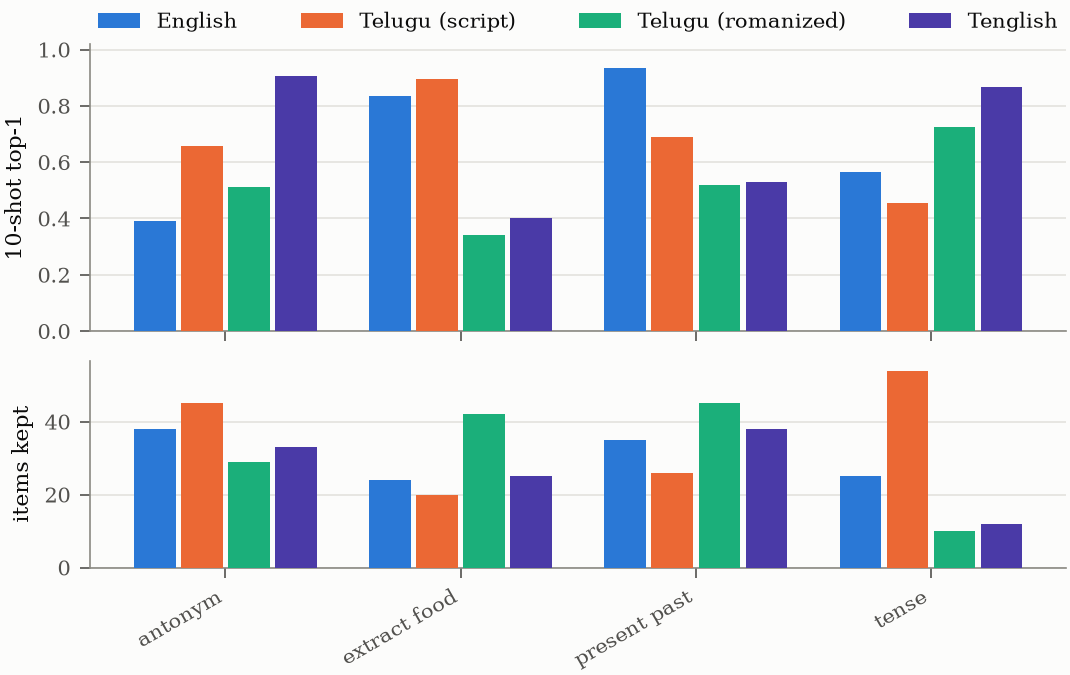 English Telugu (script) Telugu (romanized) Tenglish
10-shot top-1
1.0
0.8
0.6
0.4
0.2
0.0
items kept
40
20
0
antonym extract food present past tense